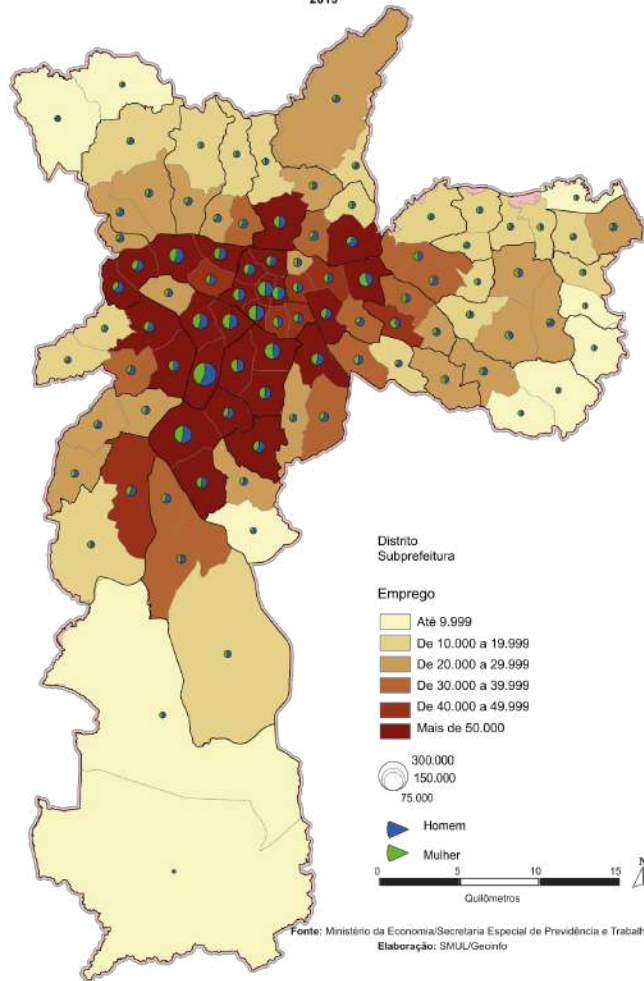 2019
Distrito
Subprefeitura
Emprego
Até 9.999
De 10.000 a 19.999
De 20.000 a 29.999
De 30.000 a 39.999
De 40.000 a 49.999
Mais de 50.000
300.000
150.000
75.000
Homem
Mulher
N
0 5 10 15
Quilômetros
Fonte: Ministério da Economia/Secretaria Especial de Previdência e Trabalh
Elaboração: SMUL/Geoinfo